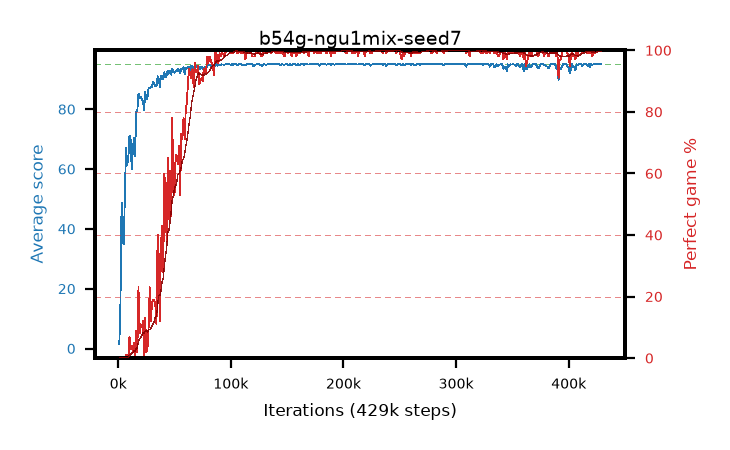 b54g-ngu1mix-seed7
100
80
80
60
60
40
40
20
20
0
0
Average score
Perfect game %
0k 100k 200k 300k 400k
Iterations (429k steps)